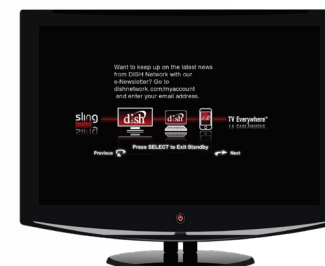 Want to keep up on the latest news
from DISH Network with our
e-Newsletter? Go to
dishnetwork.com/myaccount
and enter your email address.
sling
dish
dish
TV Everywhere
Press SELECT to Exit Standby
Previous
Next